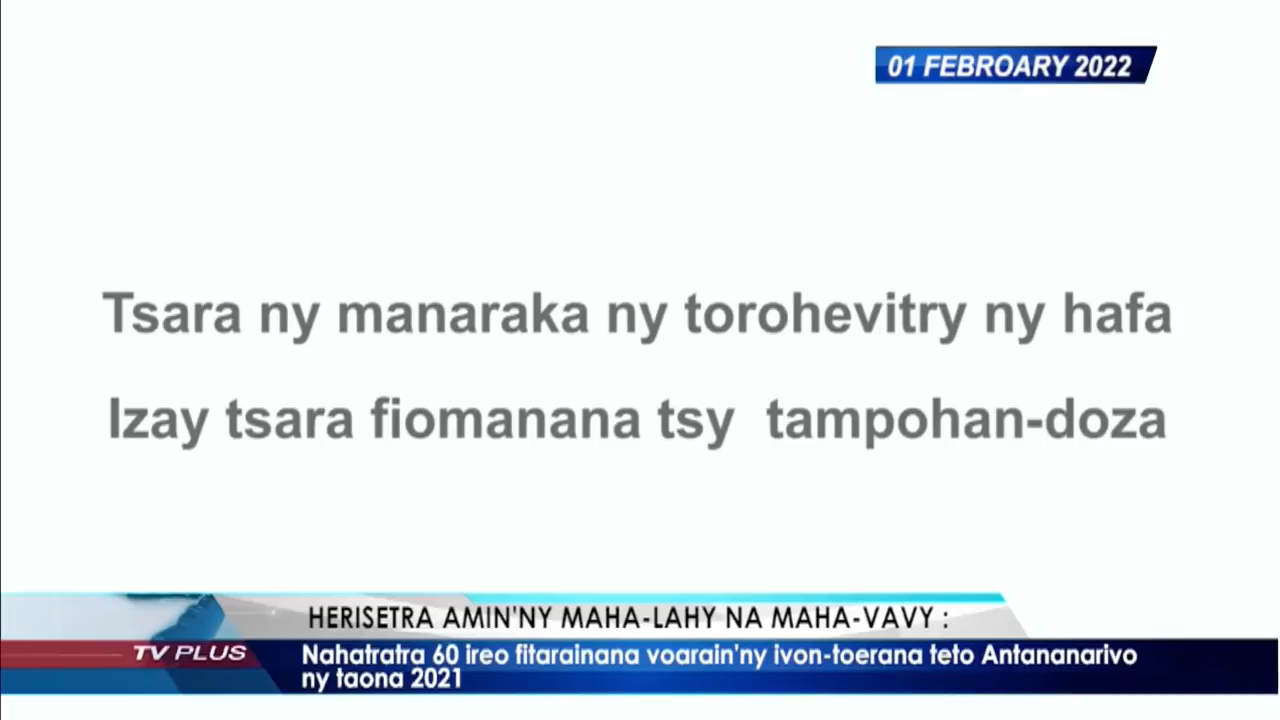 01 FEBROARY 2022
Tsara ny manaraka ny torohevitry ny hafa
Izay tsara fiomanana tsy tampohan-doza
HERISETRA AMIN'NY MAHA-LAHY NA MAHA-VAVY :
TV PLUS
Nahatratra 60 ireo fitarainana voarain'ny ivon-toerana teto Antananarivo
ny taona 2021